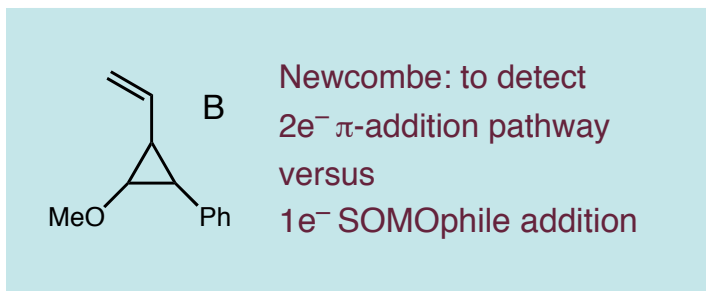 B
Newcombe: to detect
2e⁻ π-addition pathway
versus
1e⁻ SOMOphile addition
MeO
Ph